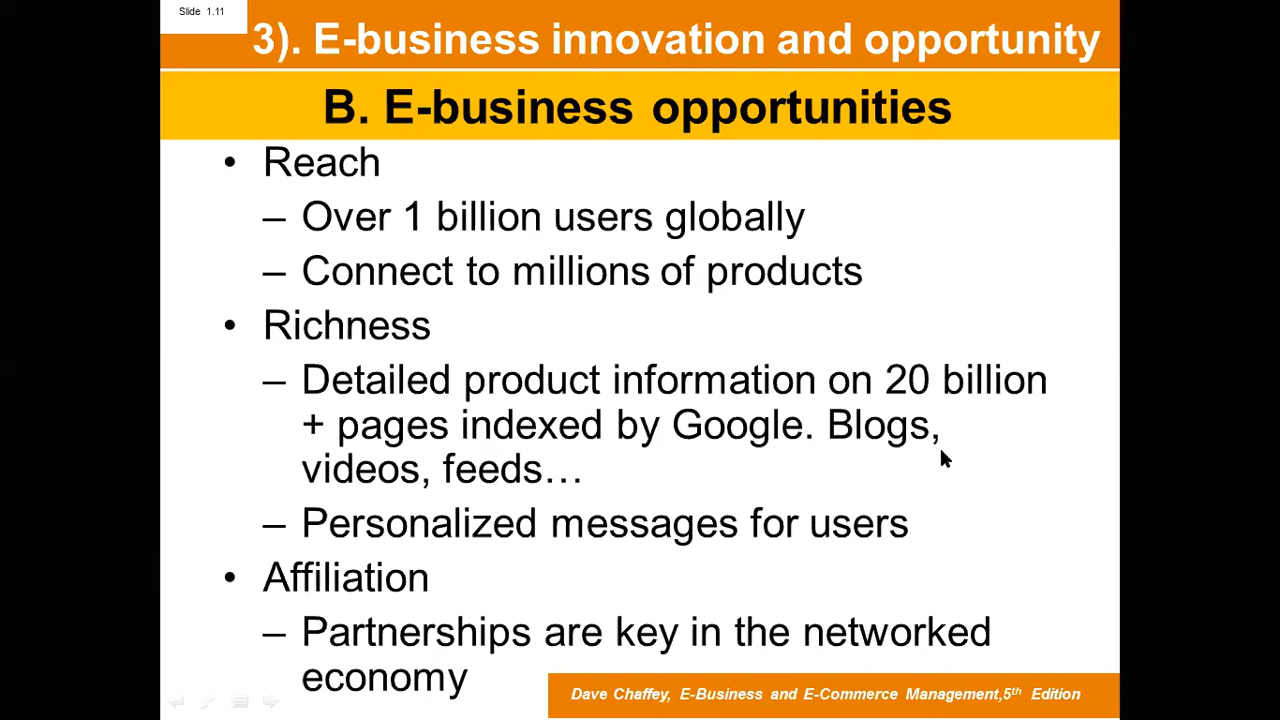 Slide 1.11
3). E-business innovation and opportunity
B. E-business opportunities
• Reach
– Over 1 billion users globally
– Connect to millions of products
• Richness
– Detailed product information on 20 billion
+ pages indexed by Google. Blogs,
videos, feeds…
– Personalized messages for users
• Affiliation
– Partnerships are key in the networked
economy
Dave Chaffey, E-Business and E-Commerce Management,5th Edition